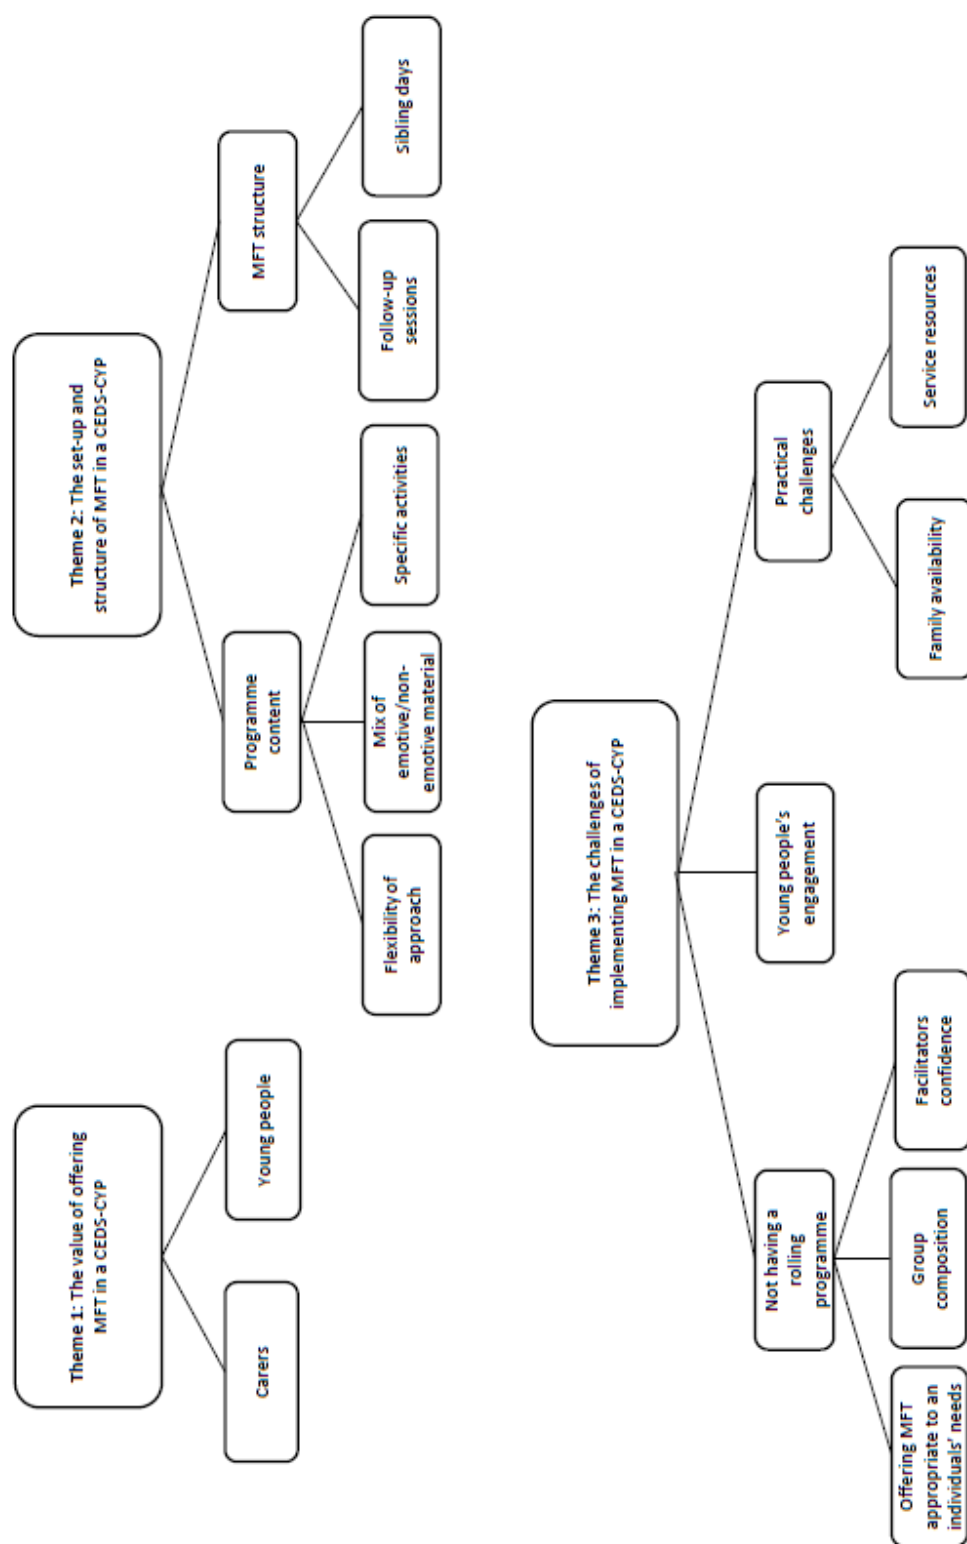 Theme 1: The value of offering
MFT in a CEDS-CYP
Carers
Young people
Theme 2: The set-up and
structure of MFT in a CEDS-CYP
Programme
content
MFT structure
Flexibility of
approach
Mix of
emotive/non-
emotive material
Specific activities
Follow-up
sessions
Sibling days
Theme 3: The challenges of
implementing MFT in a CEDS-CYP
Not having a
rolling
programme
Young people's
engagement
Practical
challenges
Offering MFT
appropriate to an
individuals' needs
Group
composition
Facilitators
confidence
Family availability
Service resources